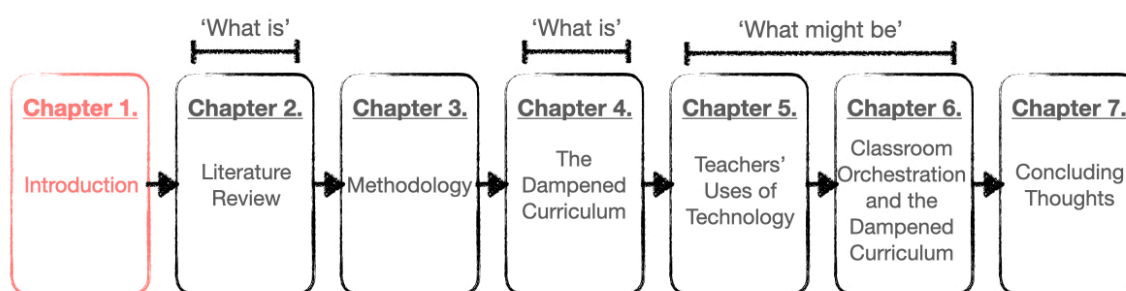 ‘What is’
‘What is’
‘What might be’
Chapter 1.
Introduction
Chapter 2.
Literature
Review
Chapter 3.
Methodology
Chapter 4.
The
Dampened
Curriculum
Chapter 5.
Teachers’
Uses of
Technology
Chapter 6.
Classroom
Orchestration
and the
Dampened
Curriculum
Chapter 7.
Concluding
Thoughts